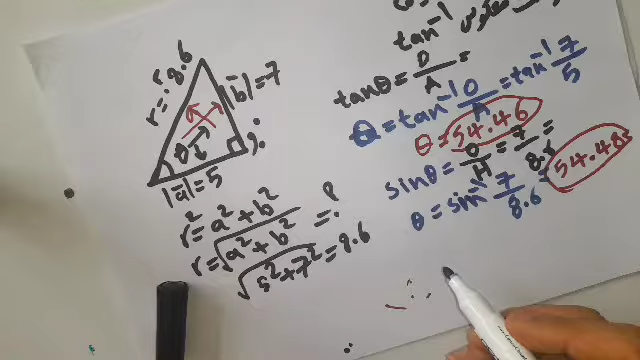 tan⁻¹
tanθ = O/A =
θ = tan⁻¹ O/A = tan⁻¹ 7/5
θ = 54.46
sinθ = O/H = 7/8.6 =
θ = sin⁻¹ 7/8.6 = 54.48
r = 8.6
|b| = 7
θ
90
|a| = 5
r² = a² + b²
r = √a² + b² = ?
√5² + 7² = 8.6